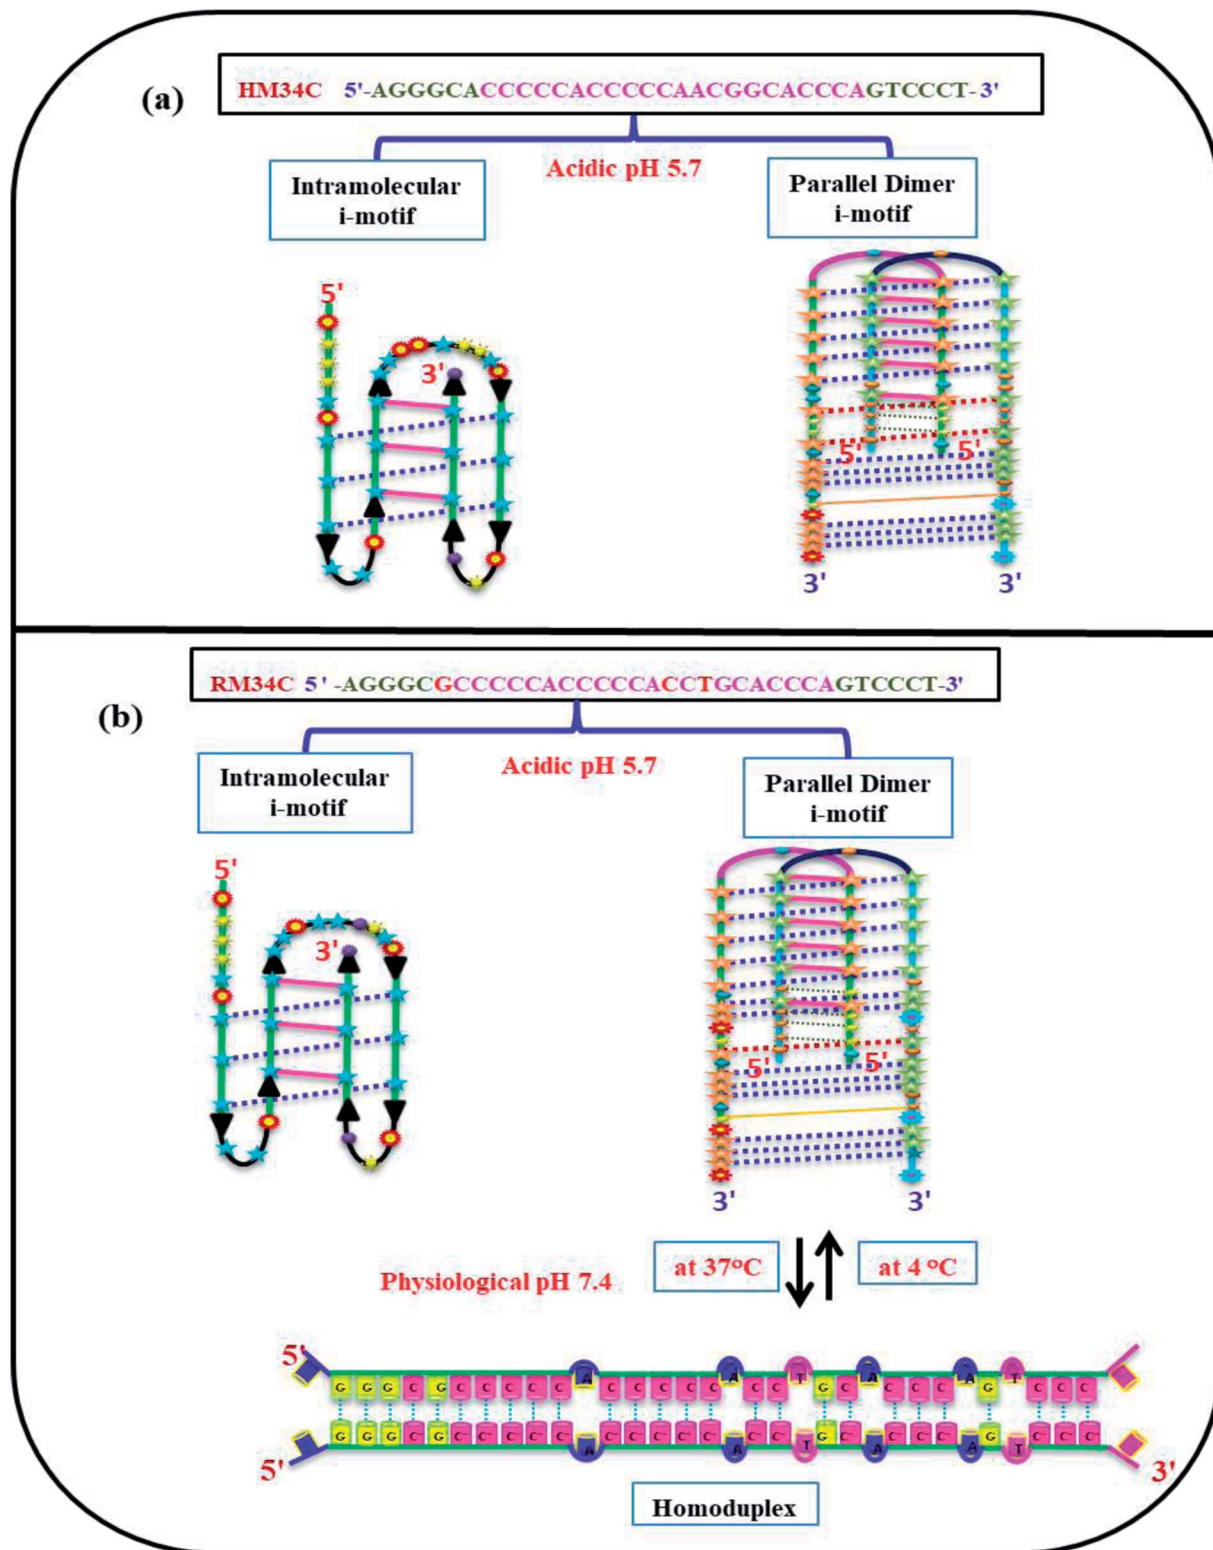 (a)
HM34C 5'-AGGGCACCCCCACCCCCAACGGCACCCAGTCCCT-3'
Acidic pH 5.7
Intramolecular
i-motif
Parallel Dimer
i-motif
5'
3'
5' 5'
3' 3'
(b)
RM34C 5'-AGGGCGCCCCCACCCCCACCTGCACCCAGTCCCT-3'
Acidic pH 5.7
Intramolecular
i-motif
Parallel Dimer
i-motif
5'
3'
5' 5'
3' 3'
Physiological pH 7.4
at 37°C
at 4 °C
5'
G G G C G C C C C C A C C C C C A C C T G C A C C C A G T C C C
G G G C G C C C C C A C C C C C A C C T G C A C C C A G T C C C
5' 3'
Homoduplex